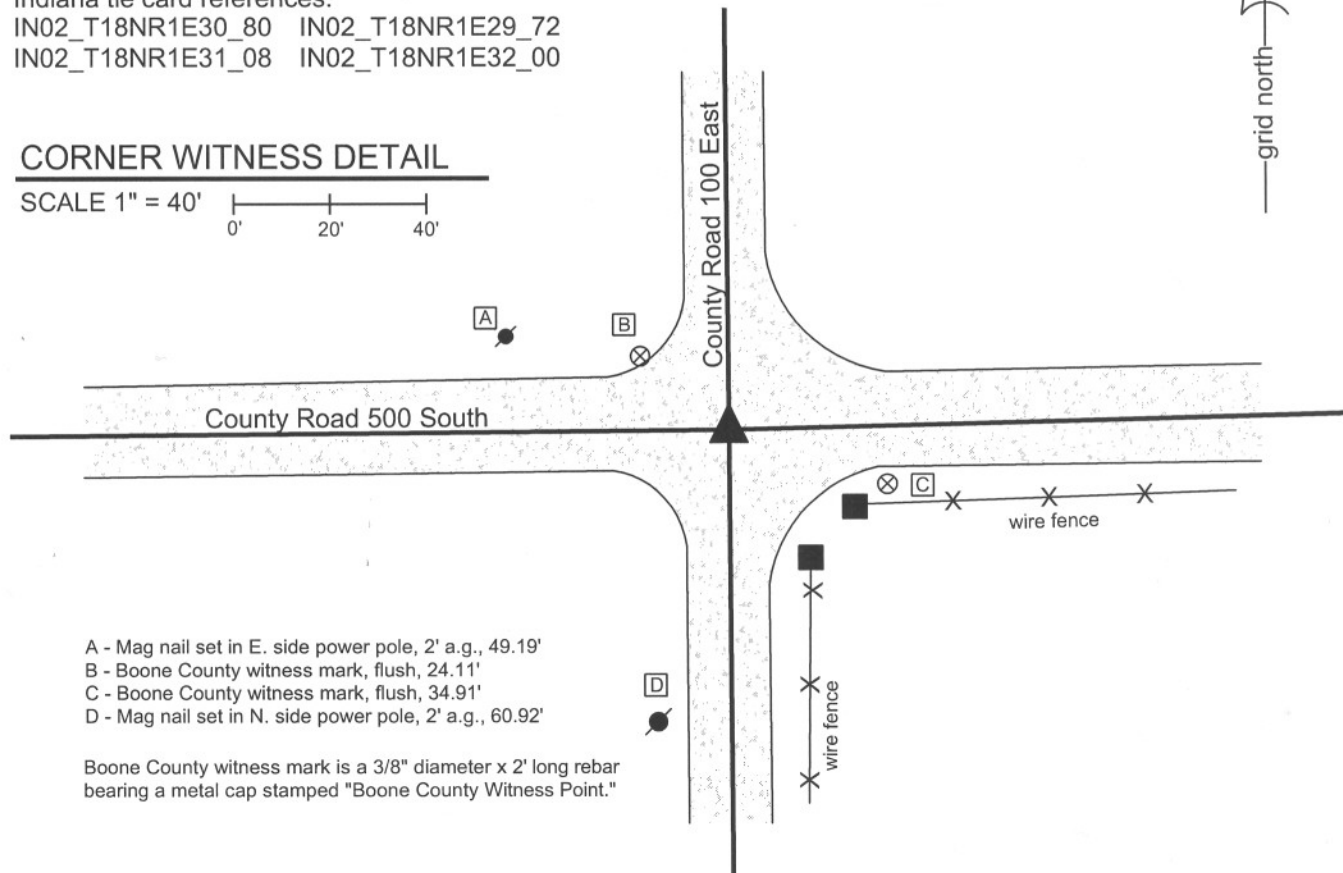 Indiana tie card references:
IN02_T18NR1E30_80 IN02_T18NR1E29_72
IN02_T18NR1E31_08 IN02_T18NR1E32_00
grid north
CORNER WITNESS DETAIL
SCALE 1" = 40'
0' 20' 40'
County Road 100 East
A
B
County Road 500 South
C
wire fence
A - Mag nail set in E. side power pole, 2' a.g., 49.19'
B - Boone County witness mark, flush, 24.11'
C - Boone County witness mark, flush, 34.91'
D - Mag nail set in N. side power pole, 2' a.g., 60.92'
D
wire fence
Boone County witness mark is a 3/8" diameter x 2' long rebar
bearing a metal cap stamped "Boone County Witness Point."